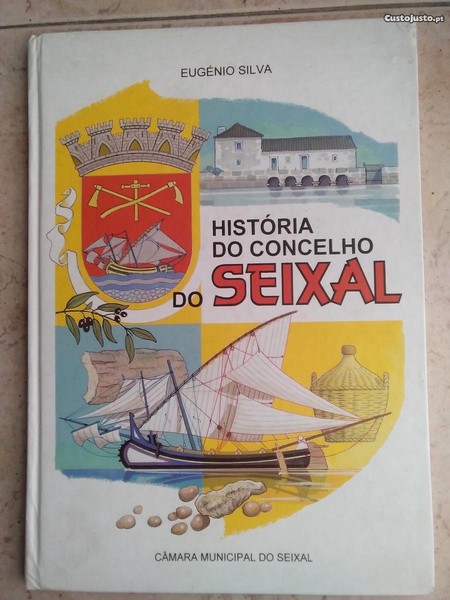 CustoJusto.pt
EUGÉNIO SILVA
HISTÓRIA
DO CONCELHO
DO SEIXAL
CÂMARA MUNICIPAL DO SEIXAL